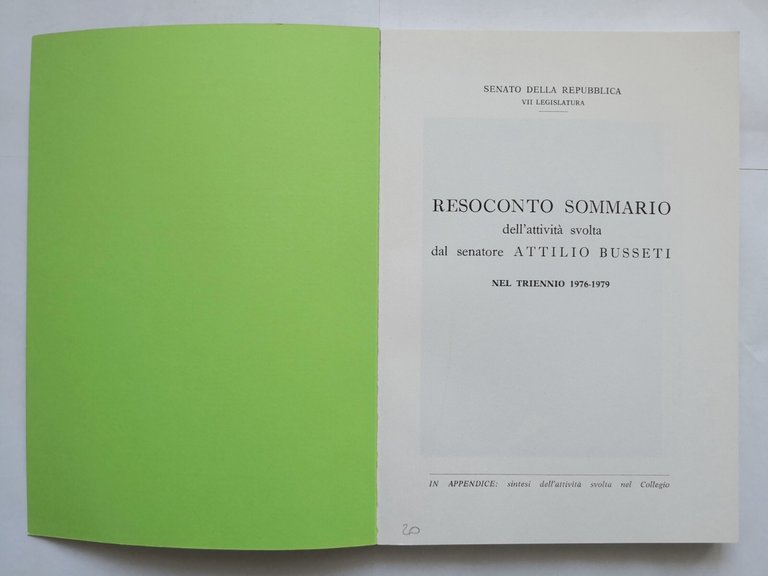 SENATO DELLA REPUBBLICA
VII LEGISLATURA
RESOCONTO SOMMARIO
dell'attività svolta
dal senatore ATTILIO BUSSETI
NEL TRIENNIO 1976-1979
IN APPENDICE: sintesi dell'attività svolta nel Collegio
20